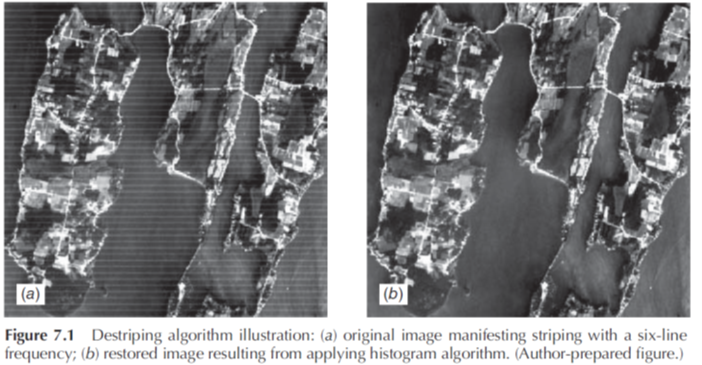 (a)
(b)
Figure 7.1 Destriping algorithm illustration: (a) original image manifesting striping with a six-line
frequency; (b) restored image resulting from applying histogram algorithm. (Author-prepared figure.)